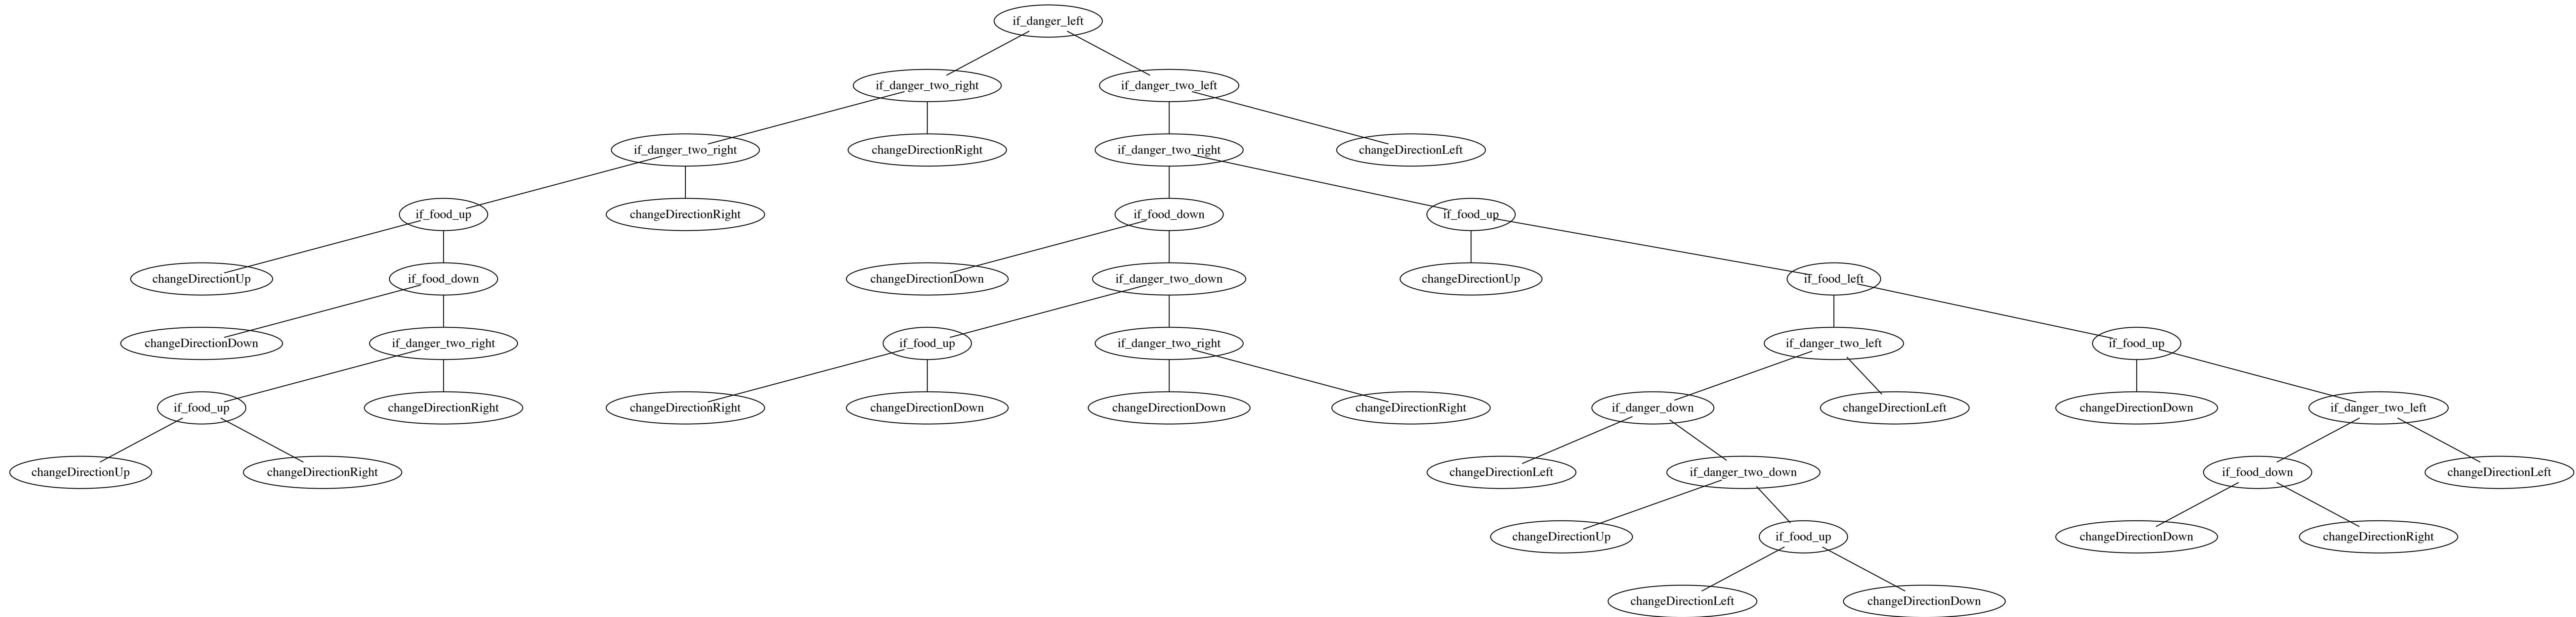 if_danger_left
if_danger_two_right
if_danger_two_left
if_danger_two_right
changeDirectionRight
if_danger_two_right
changeDirectionLeft
if_food_up
changeDirectionRight
if_food_down
if_food_up
changeDirectionUp
if_food_down
changeDirectionDown
if_danger_two_down
changeDirectionUp
if_food_left
changeDirectionDown
if_danger_two_right
if_food_up
if_danger_two_right
if_danger_two_left
if_food_up
if_food_up
changeDirectionRight
changeDirectionRight
changeDirectionDown
changeDirectionDown
changeDirectionRight
if_danger_down
changeDirectionLeft
changeDirectionDown
if_danger_two_left
changeDirectionUp
changeDirectionRight
changeDirectionLeft
if_danger_two_down
if_food_down
changeDirectionLeft
changeDirectionUp
if_food_up
changeDirectionDown
changeDirectionRight
changeDirectionLeft
changeDirectionDown